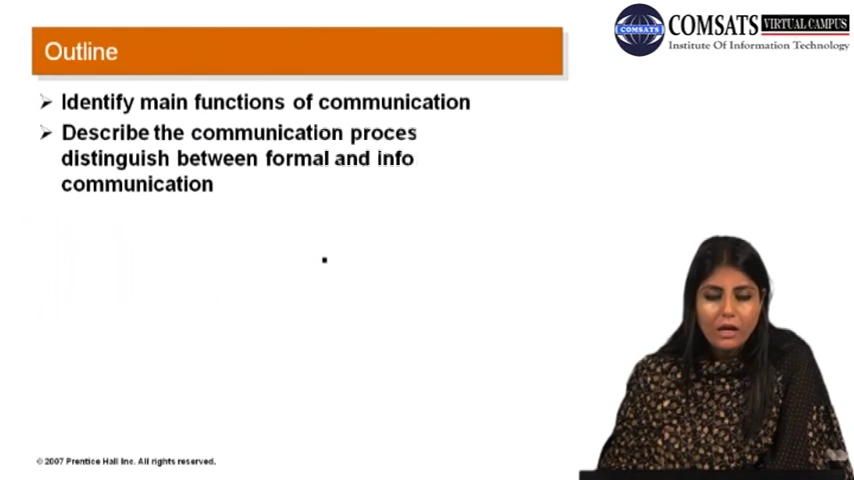 Outline
COMSATS VIRTUAL CAMPUS
COMSATS
Institute Of Information Technology
➢ Identify main functions of communication
➢ Describe the communication proces
distinguish between formal and info
communication
© 2007 Prentice Hall Inc. All rights reserved.